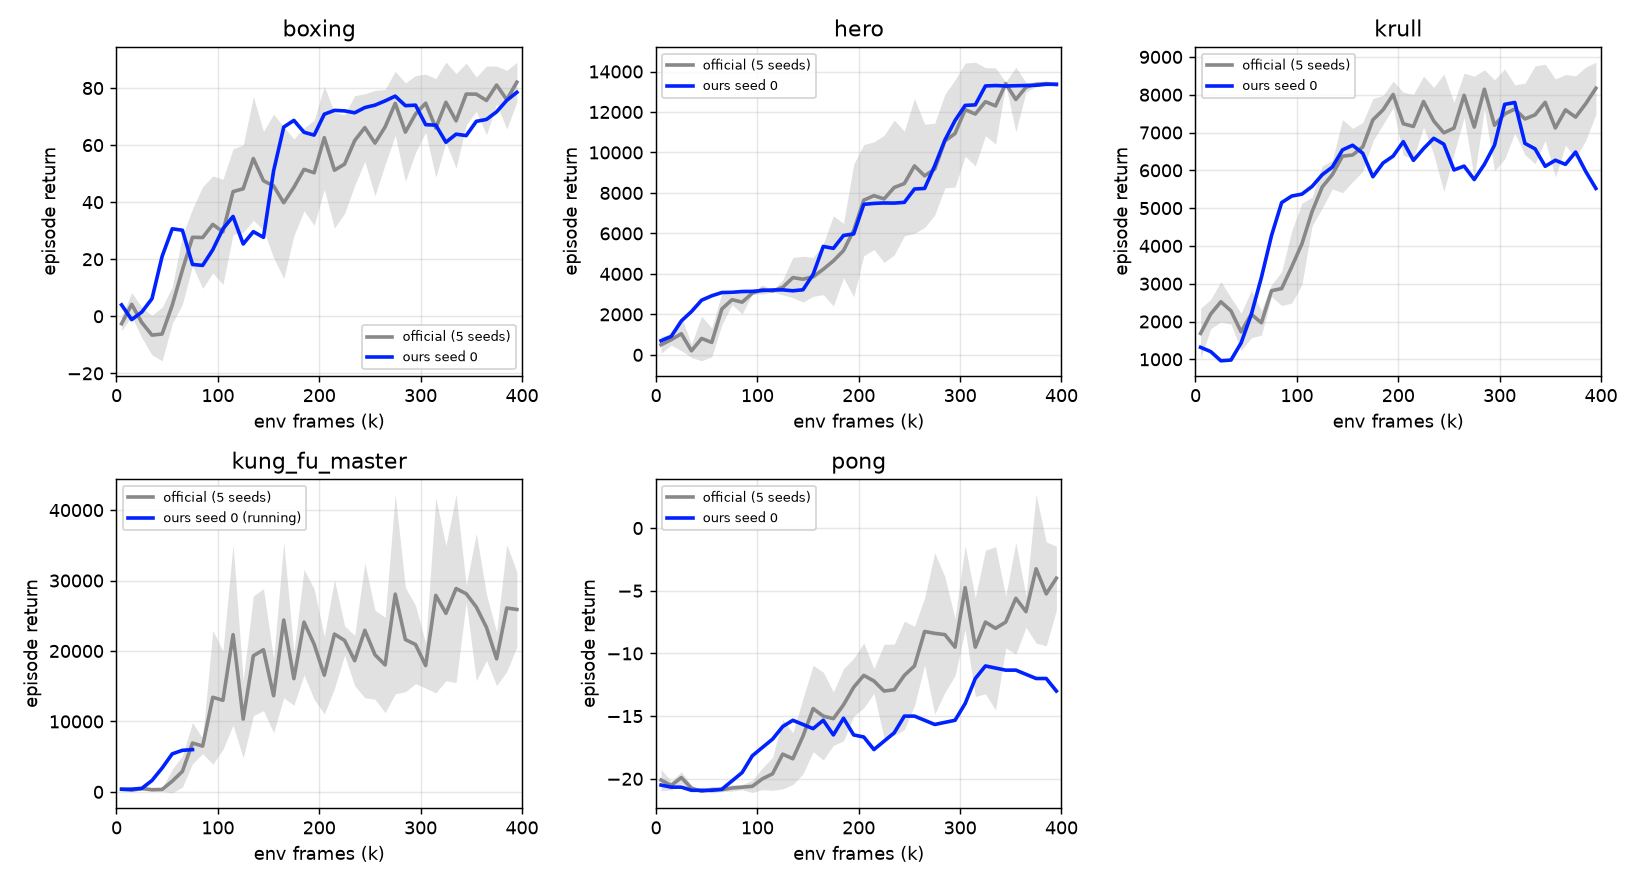 boxing
episode return
80
60
40
20
0
−20
official (5 seeds)
ours seed 0
0 100 200 300 400
env frames (k)
hero
episode return
14000
12000
10000
8000
6000
4000
2000
0
official (5 seeds)
ours seed 0
0 100 200 300 400
env frames (k)
krull
episode return
9000
8000
7000
6000
5000
4000
3000
2000
1000
official (5 seeds)
ours seed 0
0 100 200 300 400
env frames (k)
kung_fu_master
episode return
40000
30000
20000
10000
0
official (5 seeds)
ours seed 0 (running)
0 100 200 300 400
env frames (k)
pong
episode return
0
−5
−10
−15
−20
official (5 seeds)
ours seed 0
0 100 200 300 400
env frames (k)